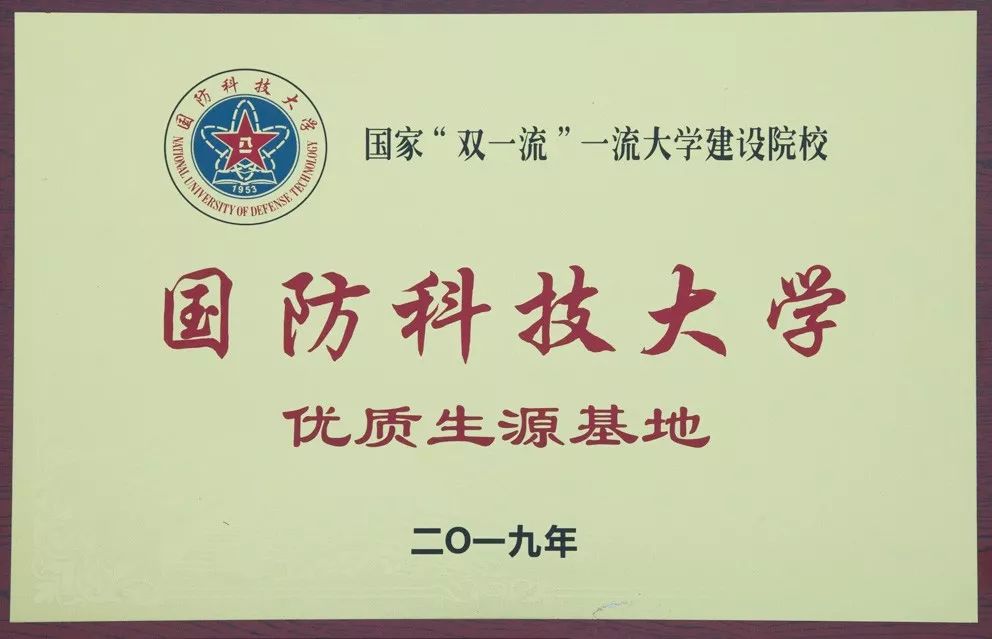 国防科技大学
NATIONAL UNIVERSITY OF DEFENSE TECHNOLOGY
八一
1953
国家“双一流”一流大学建设院校
国防科技大学
优质生源基地
二〇一九年